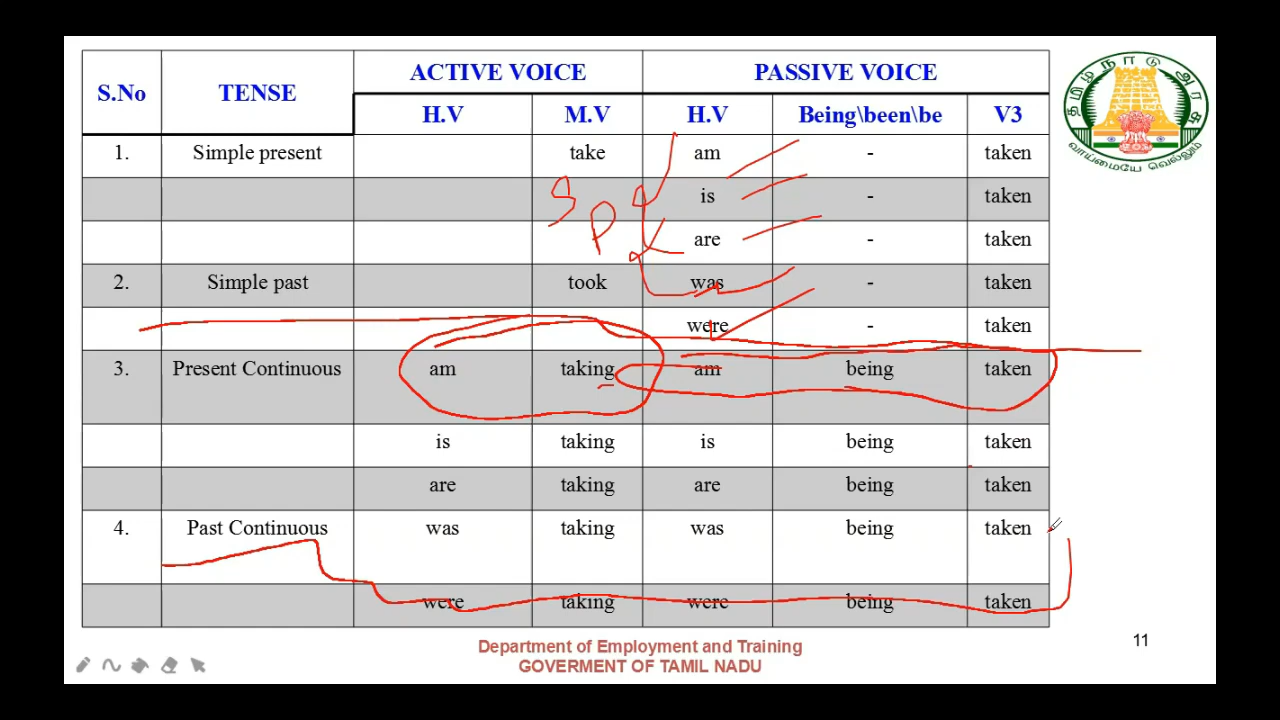 S.No TENSE ACTIVE VOICE PASSIVE VOICE
H.V M.V H.V Being\been\be V3
1. Simple present take am - taken
is - taken
are - taken
2. Simple past took was - taken
were - taken
3. Present Continuous am taking am being taken
is taking is being taken
are taking are being taken
4. Past Continuous was taking was being taken
were taking were being taken
S P
தமிழ்நாடு அரசு
வாய்மையே வெல்லும்
11
Department of Employment and Training
GOVERMENT OF TAMIL NADU